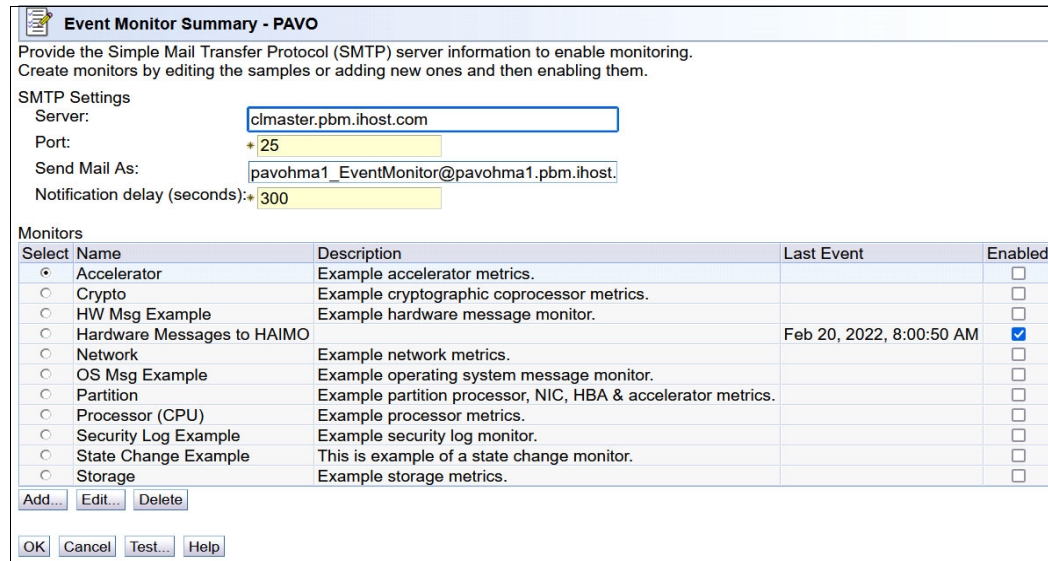 Event Monitor Summary - PAVO
Provide the Simple Mail Transfer Protocol (SMTP) server information to enable monitoring.
Create monitors by editing the samples or adding new ones and then enabling them.
SMTP Settings
Server: clmaster.pbm.ihost.com
Port: * 25
Send Mail As: pavohma1_EventMonitor@pavohma1.pbm.ihost.
Notification delay (seconds):* 300
Monitors
Select Name Description Last Event Enabled
Accelerator Example accelerator metrics.
Crypto Example cryptographic coprocessor metrics.
HW Msg Example Example hardware message monitor.
Hardware Messages to HAIMO Feb 20, 2022, 8:00:50 AM
Network Example network metrics.
OS Msg Example Example operating system message monitor.
Partition Example partition processor, NIC, HBA & accelerator metrics.
Processor (CPU) Example processor metrics.
Security Log Example Example security log monitor.
State Change Example This is example of a state change monitor.
Storage Example storage metrics.
Add... Edit... Delete
OK Cancel Test... Help